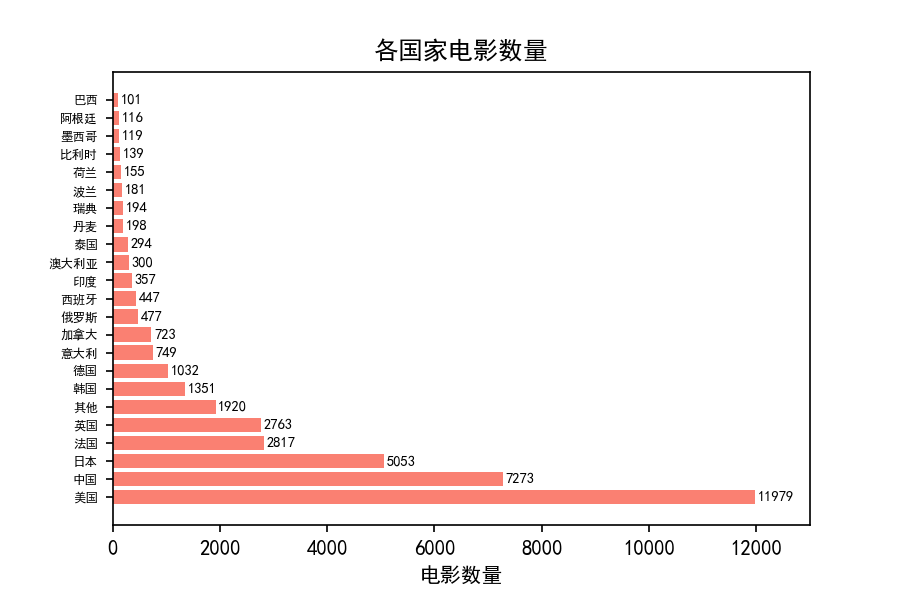 各国家电影数量
巴西 101
阿根廷 116
墨西哥 119
比利时 139
荷兰 155
波兰 181
瑞典 194
丹麦 198
泰国 294
澳大利亚 300
印度 357
西班牙 447
俄罗斯 477
加拿大 723
意大利 749
德国 1032
韩国 1351
其他 1920
英国 2763
法国 2817
日本 5053
中国 7273
美国 11979
0 2000 4000 6000 8000 10000 12000
电影数量